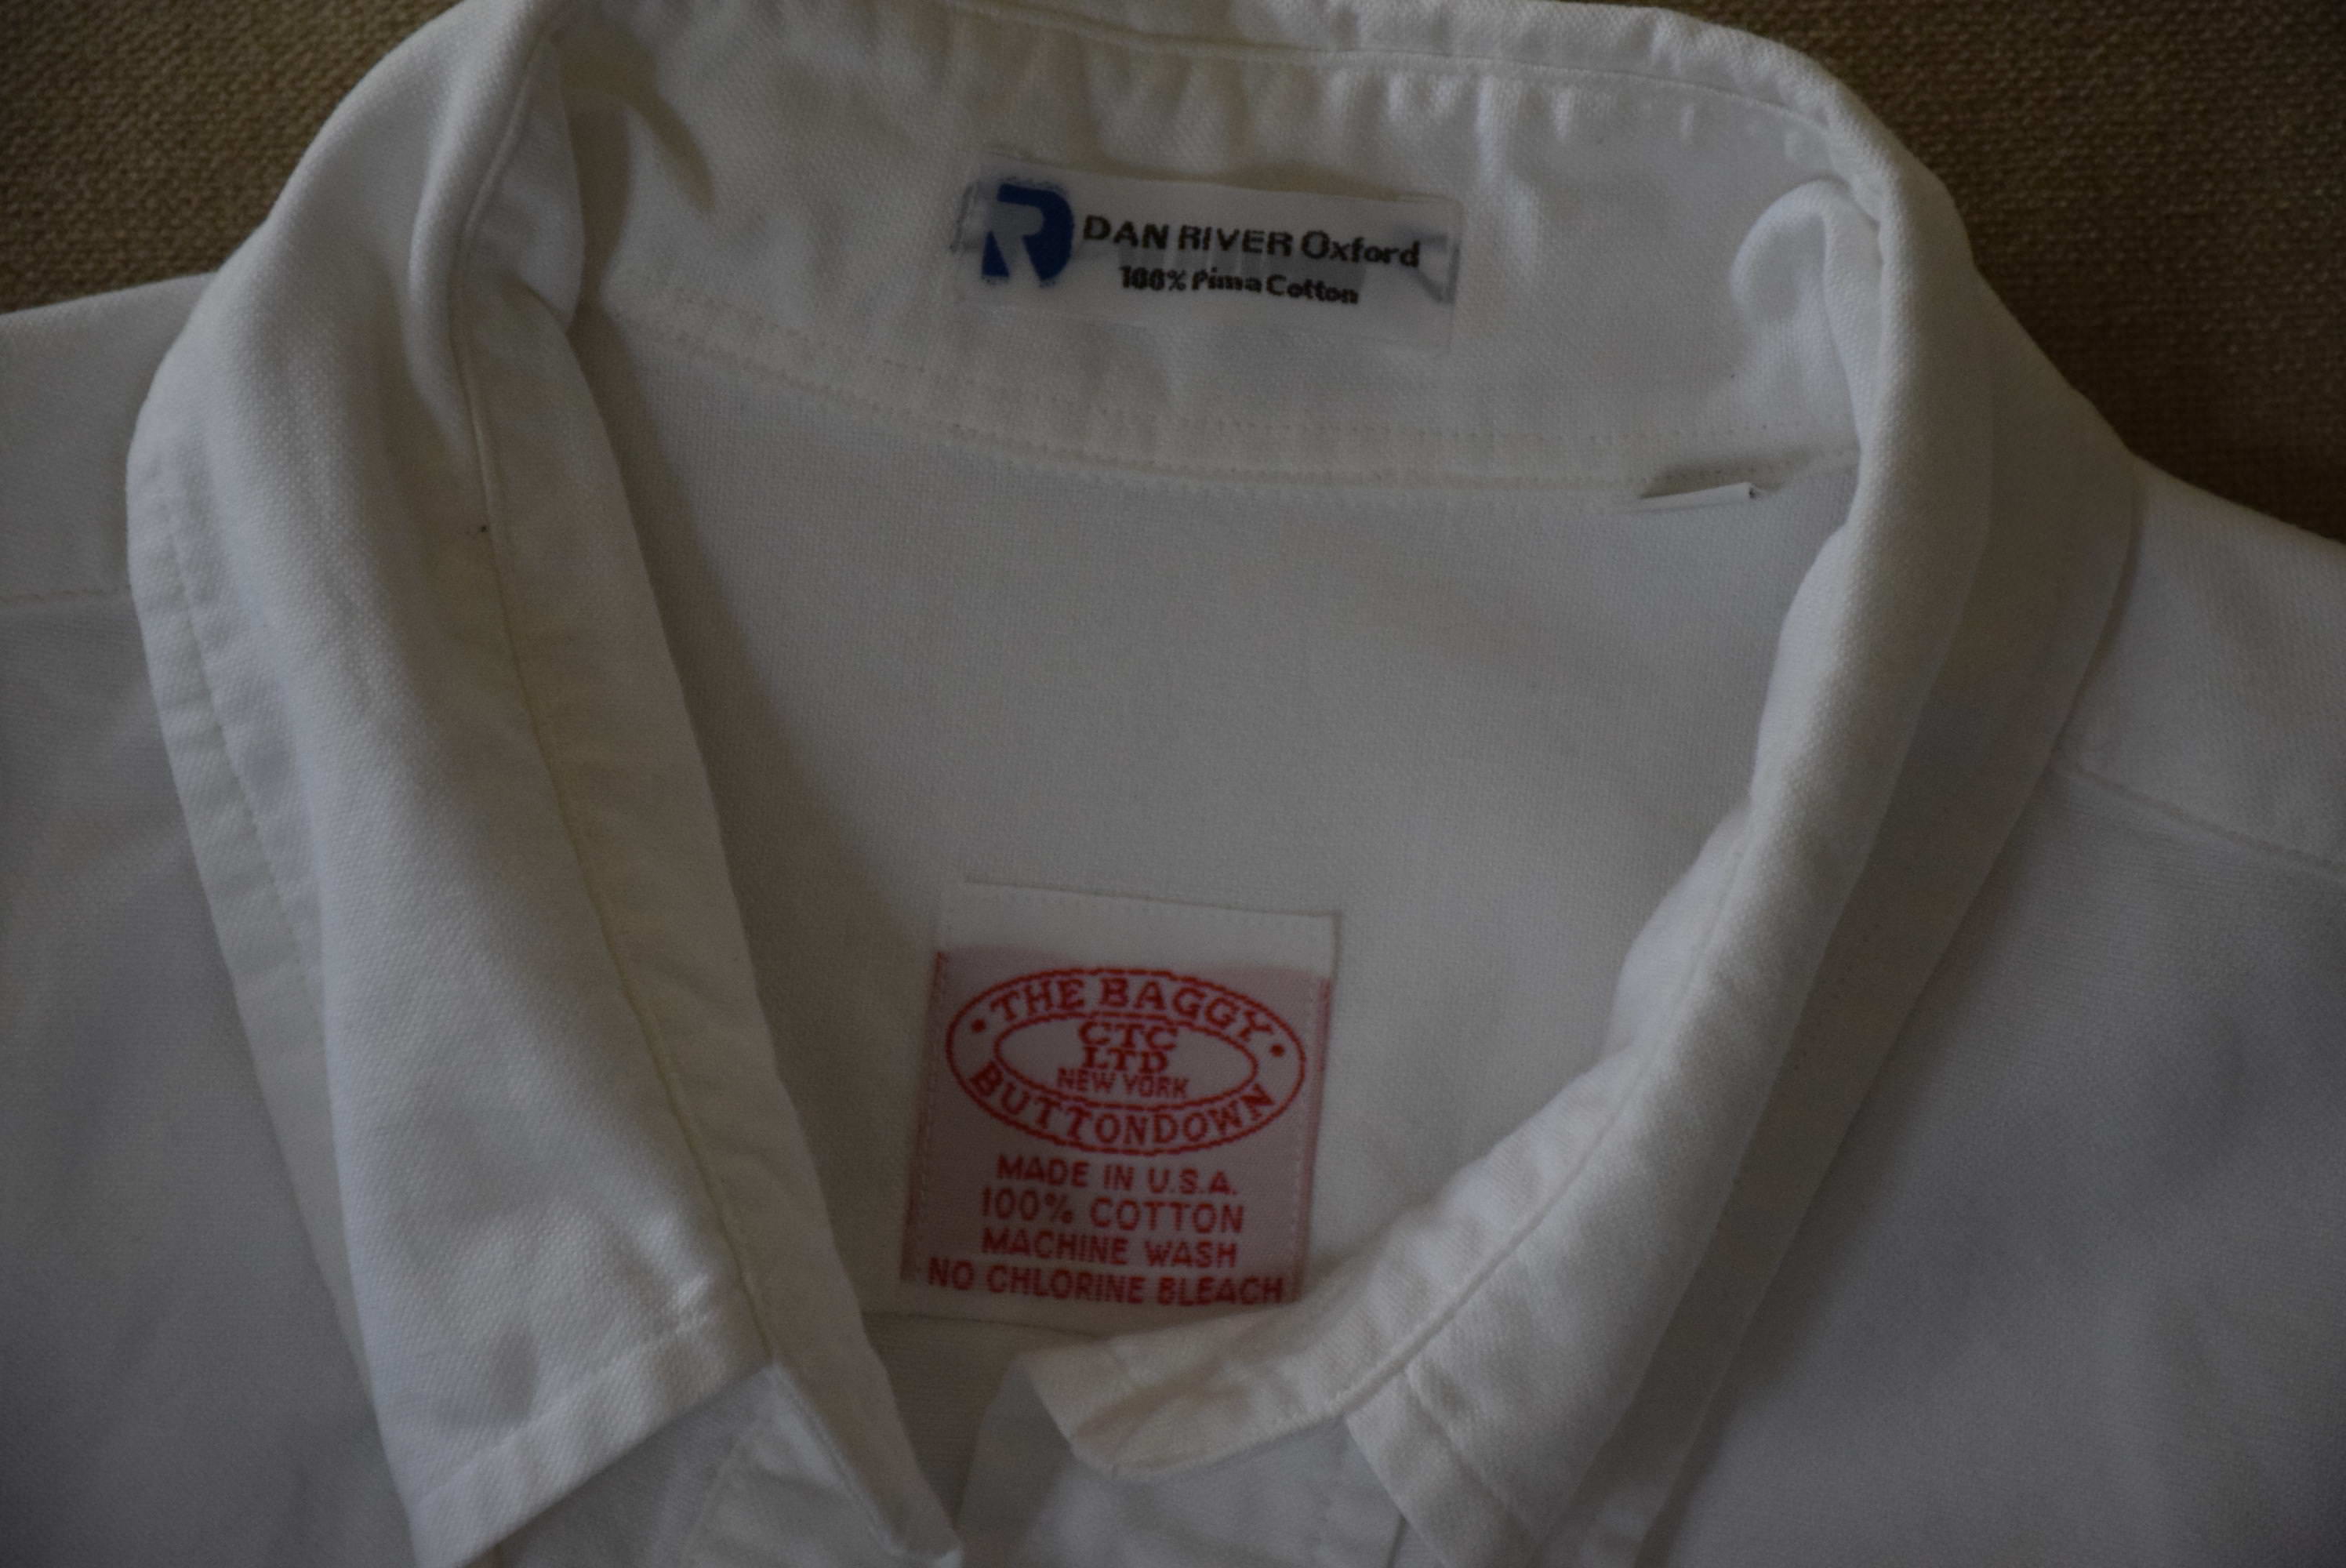 DAN RIVER Oxford
100% Pima Cotton
THE BAGGY
CTC
LTD
NEW YORK
BUTTONDOWN
MADE IN U.S.A.
100% COTTON
MACHINE WASH
NO CHLORINE BLEACH